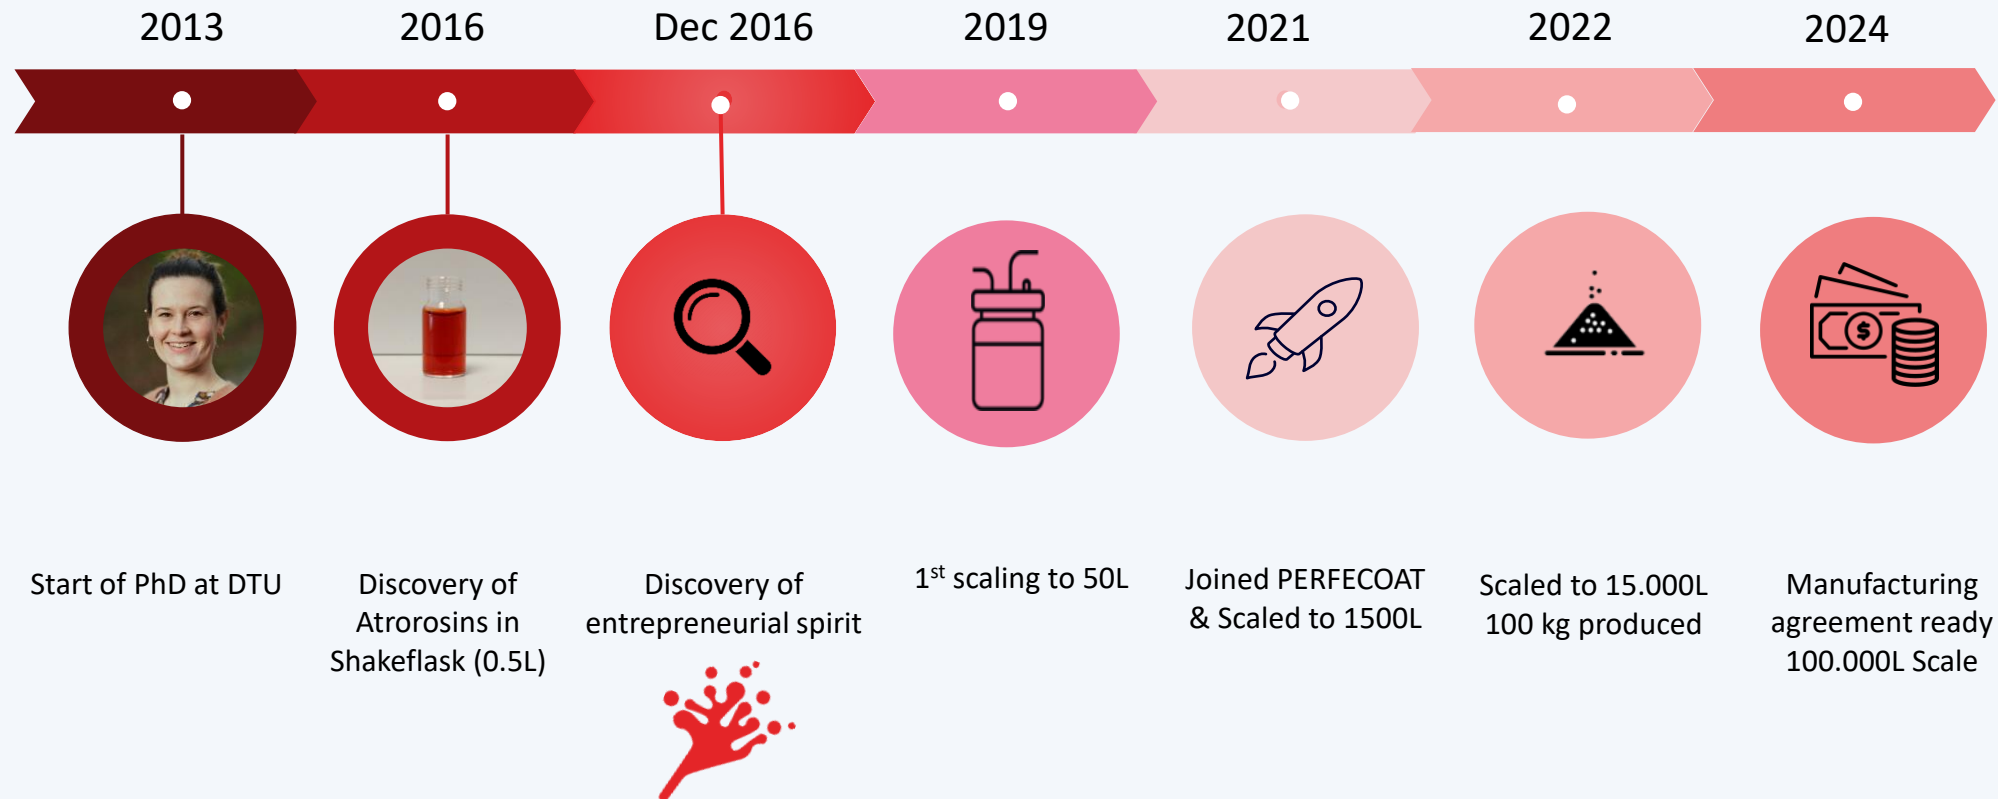 2013
2016
Dec 2016
2019
2021
2022
2024
Start of PhD at DTU
Discovery of
Atrorosins in
Shakeflask (0.5L)
Discovery of
entrepreneurial spirit
1st scaling to 50L
Joined PERFECOAT
& Scaled to 1500L
Scaled to 15.000L
100 kg produced
Manufacturing
agreement ready
100.000L Scale